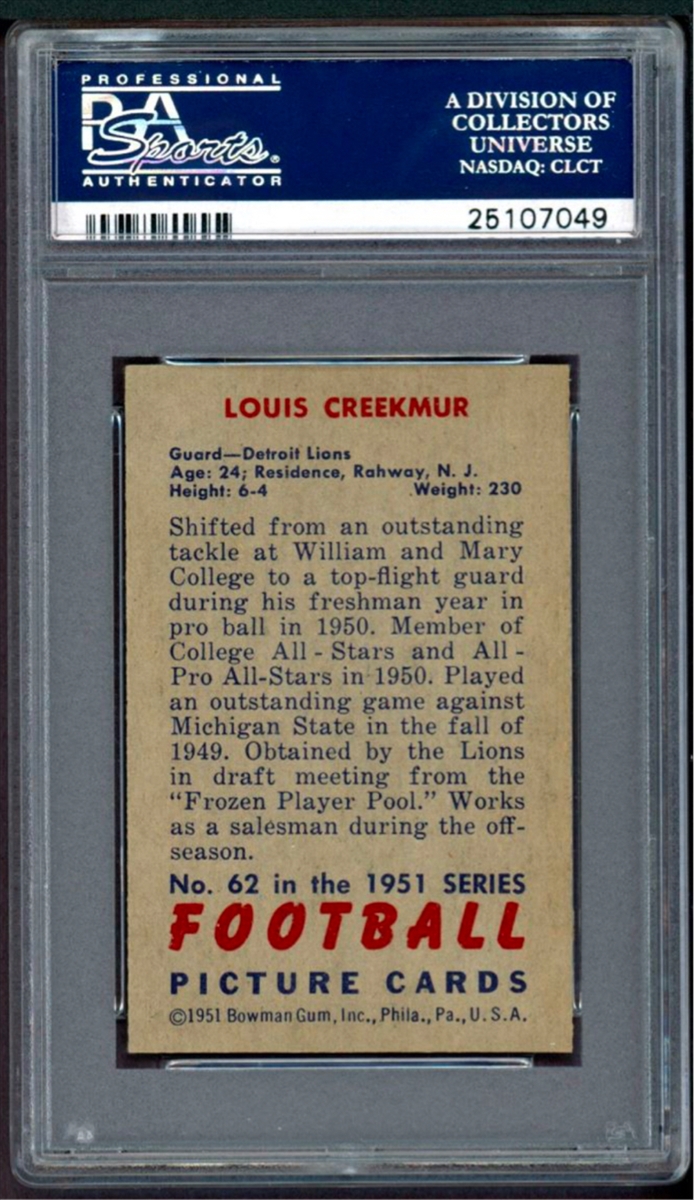 PROFESSIONAL
PSA
Sports®
AUTHENTICATOR
A DIVISION OF
COLLECTORS
UNIVERSE
NASDAQ: CLCT
25107049
LOUIS CREEKMUR
Guard—Detroit Lions
Age: 24; Residence, Rahway, N. J.
Height: 6-4 Weight: 230
Shifted from an outstanding
tackle at William and Mary
College to a top-flight guard
during his freshman year in
pro ball in 1950. Member of
College All - Stars and All -
Pro All-Stars in 1950. Played
an outstanding game against
Michigan State in the fall of
1949. Obtained by the Lions
in draft meeting from the
“Frozen Player Pool.” Works
as a salesman during the off-
season.
No. 62 in the 1951 SERIES
FOOTBALL
PICTURE CARDS
©1951 Bowman Gum, Inc., Phila., Pa., U. S. A.